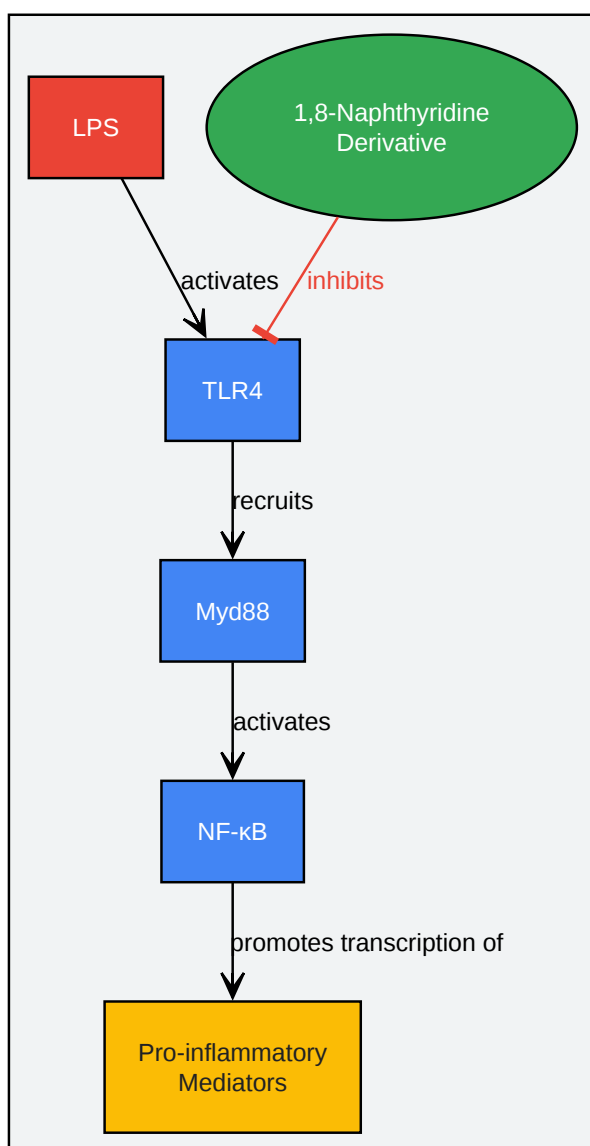 LPS
1,8-Naphthyridine
Derivative
activates
inhibits
TLR4
recruits
Myd88
activates
NF-κB
promotes transcription of
Pro-inflammatory
Mediators